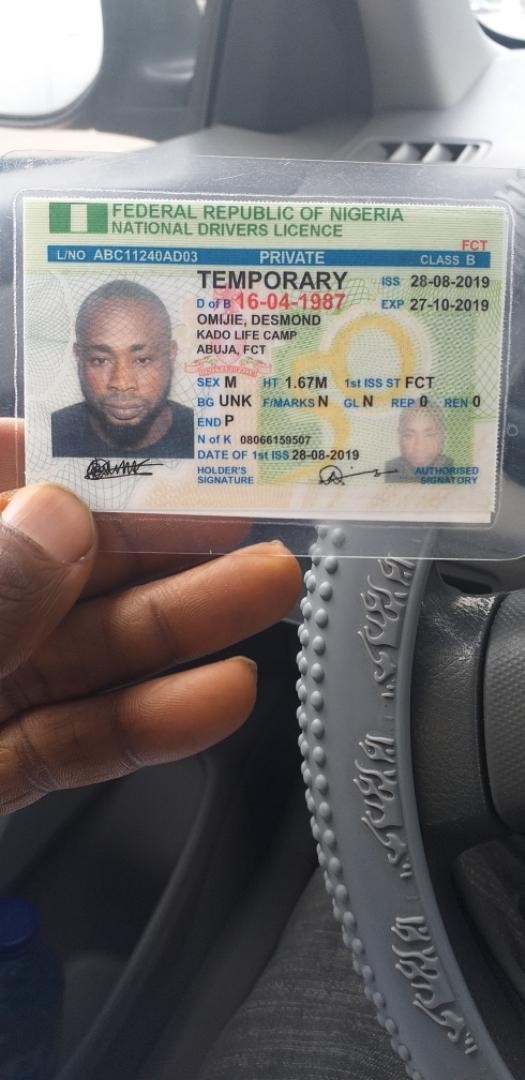 FEDERAL REPUBLIC OF NIGERIA
NATIONAL DRIVERS LICENCE
FCT
L/NO ABC11240AD03 PRIVATE CLASS B
TEMPORARY ISS 28-08-2019
D of B 16-04-1987 EXP 27-10-2019
OMIJIE, DESMOND
KADO LIFE CAMP
ABUJA, FCT
SEX M HT 1.67M 1st ISS ST FCT
BG UNK F/MARKS N GL N REP 0 REN 0
END P
N of K 08066159507
DATE OF 1st ISS 28-08-2019
HOLDER'S SIGNATURE AUTHORISED SIGNATORY